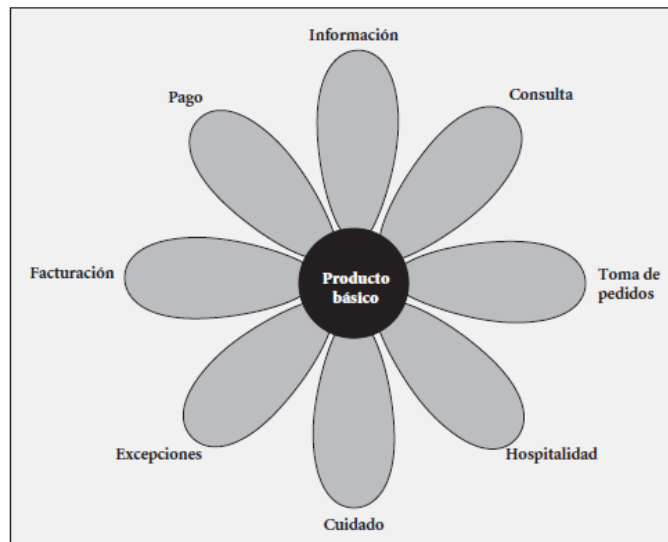 Información
Consulta
Toma de
pedidos
Hospitalidad
Cuidado
Excepciones
Facturación
Pago
Producto
básico